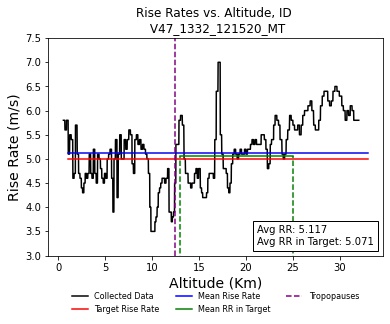 Rise Rates vs. Altitude, ID
V47_1332_121520_MT
Rise Rate (m/s)
7.5
7.0
6.5
6.0
5.5
5.0
4.5
4.0
3.5
3.0
Avg RR: 5.117
Avg RR in Target: 5.071
0 5 10 15 20 25 30
Altitude (Km)
Collected Data Mean Rise Rate Tropopauses
Target Rise Rate Mean RR in Target